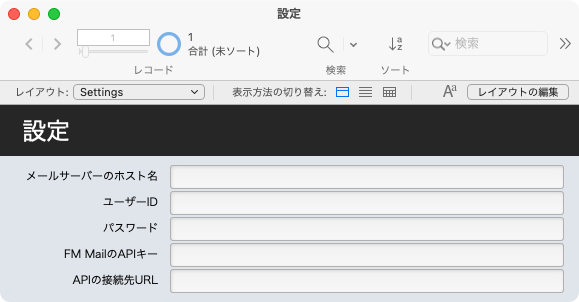 設定
1
1
合計 (未ソート)
検索
レコード
検索
ソート
レイアウト:
Settings
表示方法の切り替え:
Aa
レイアウトの編集
設定
メールサーバーのホスト名
ユーザーID
パスワード
FM MailのAPIキー
APIの接続先URL